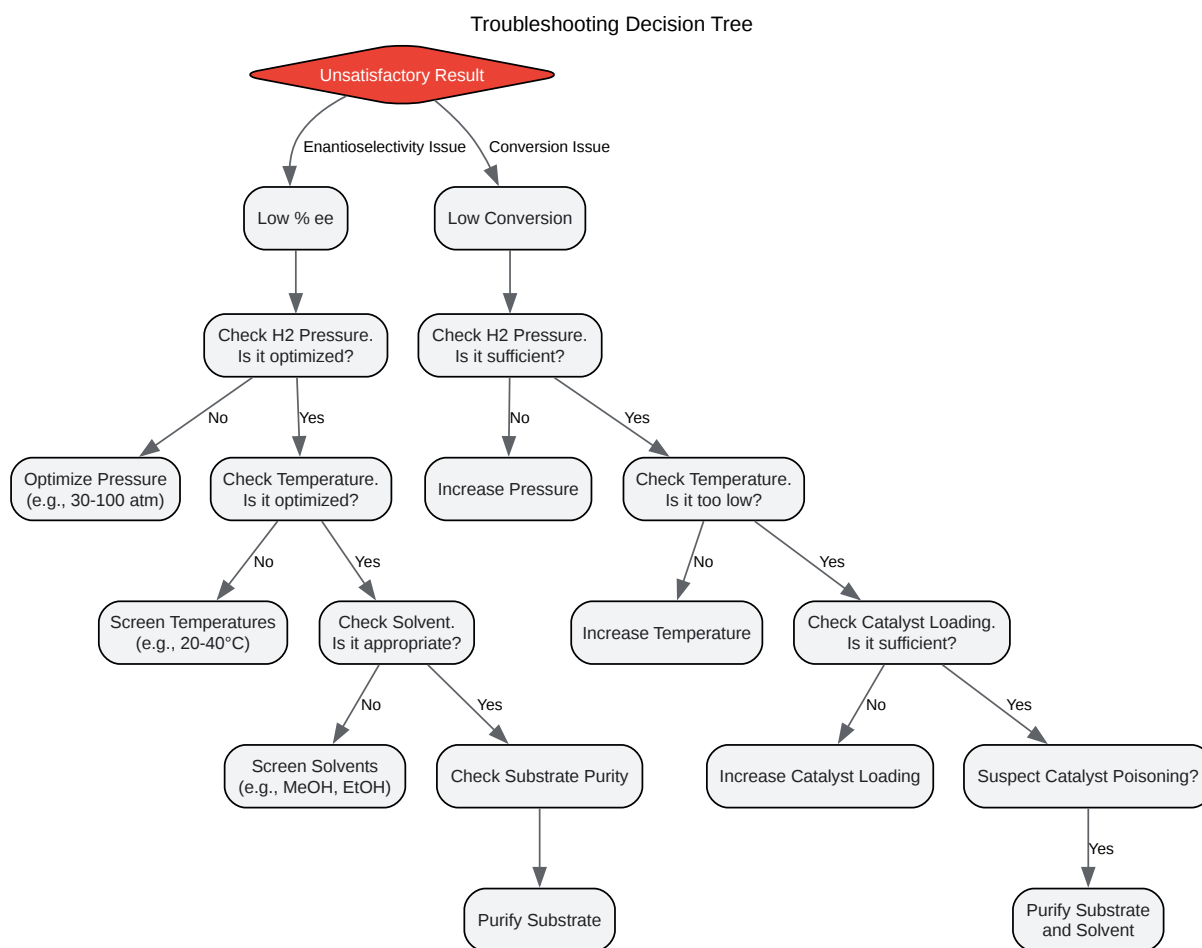 Troubleshooting Decision Tree
Unsatisfactory Result
Enantioselectivity Issue
Conversion Issue
Low % ee
Low Conversion
Check H2 Pressure.
Is it optimized?
Check H2 Pressure.
Is it sufficient?
No
Yes
No
Yes
Optimize Pressure
(e.g., 30-100 atm)
Check Temperature.
Is it optimized?
Increase Pressure
Check Temperature.
Is it too low?
No
Yes
No
Yes
Screen Temperatures
(e.g., 20-40°C)
Check Solvent.
Is it appropriate?
Increase Temperature
Check Catalyst Loading.
Is it sufficient?
No
Yes
No
Yes
Screen Solvents
(e.g., MeOH, EtOH)
Check Substrate Purity
Increase Catalyst Loading
Suspect Catalyst Poisoning?
Yes
Purify Substrate
Purify Substrate
and Solvent